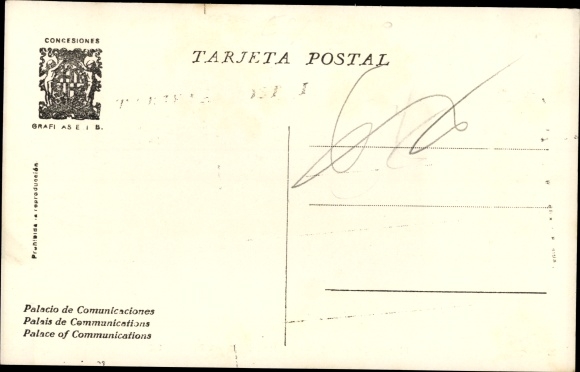 CONCESIONES
TARJETA POSTAL
GRAFI AS E. I B.
Prohibida la reproducción
Palacio de Comunicaciones
Palais de Communications
Palace of Communications